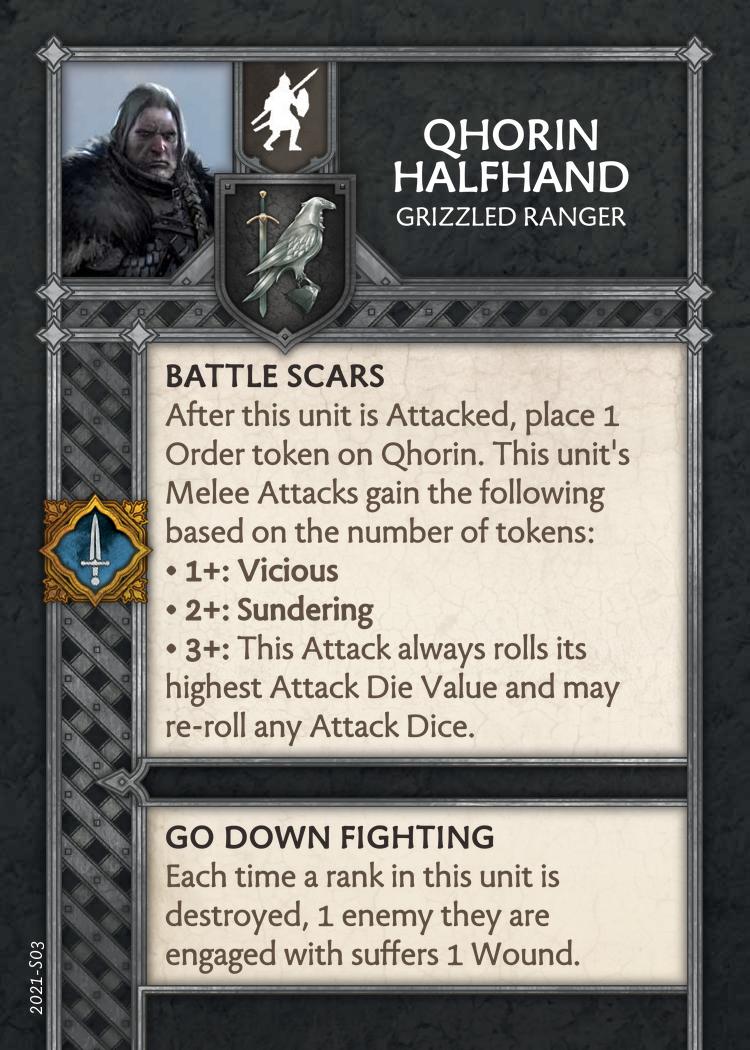 QHORIN
HALFHAND
GRIZZLED RANGER
BATTLE SCARS
After this unit is Attacked, place 1
Order token on Qhorin. This unit's
Melee Attacks gain the following
based on the number of tokens:
• 1+: Vicious
• 2+: Sundering
• 3+: This Attack always rolls its
highest Attack Die Value and may
re-roll any Attack Dice.
GO DOWN FIGHTING
Each time a rank in this unit is
destroyed, 1 enemy they are
engaged with suffers 1 Wound.
2021-S03